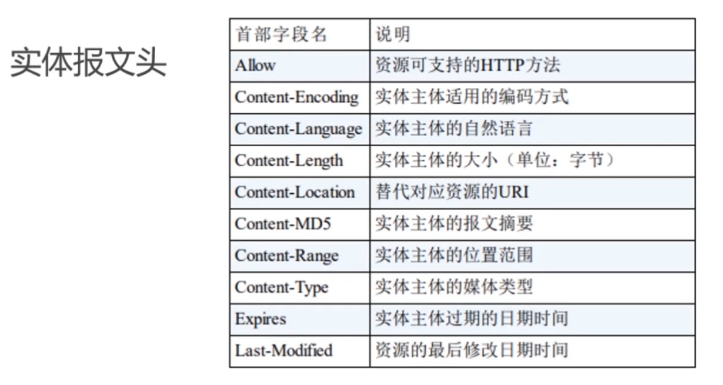 实体报文头
首部字段名 说明
Allow 资源可支持的HTTP方法
Content-Encoding 实体主体适用的编码方式
Content-Language 实体主体的自然语言
Content-Length 实体主体的大小（单位：字节）
Content-Location 替代对应资源的URI
Content-MD5 实体主体的报文摘要
Content-Range 实体主体的位置范围
Content-Type 实体主体的媒体类型
Expires 实体主体过期的日期时间
Last-Modified 资源的最后修改日期时间